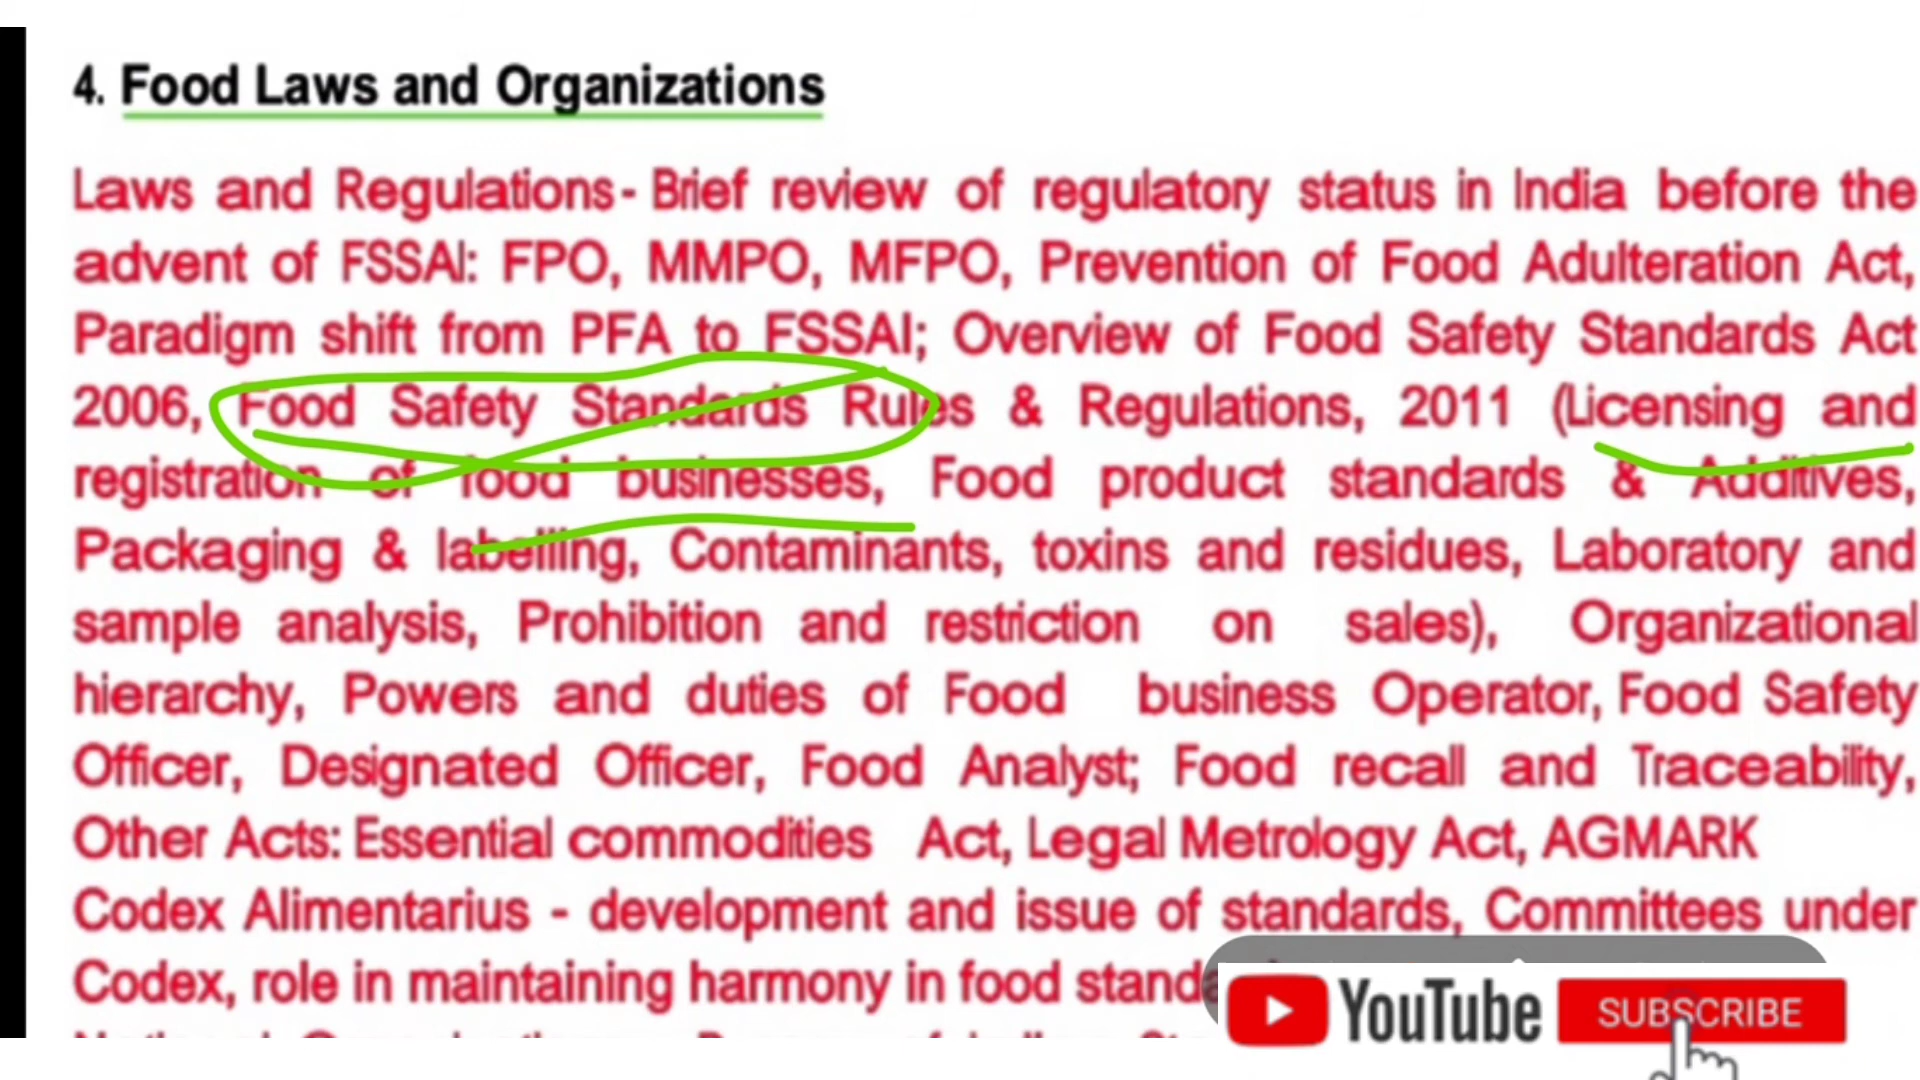 4. Food Laws and Organizations
Laws and Regulations- Brief review of regulatory status in India before the
advent of FSSAI: FPO, MMPO, MFPO, Prevention of Food Adulteration Act,
Paradigm shift from PFA to FSSAI; Overview of Food Safety Standards Act
2006, Food Safety Standards Rules & Regulations, 2011 (Licensing and
registration of food businesses, Food product standards & Additives,
Packaging & labelling, Contaminants, toxins and residues, Laboratory and
sample analysis, Prohibition and restriction on sales), Organizational
hierarchy, Powers and duties of Food business Operator, Food Safety
Officer, Designated Officer, Food Analyst; Food recall and Traceability,
Other Acts: Essential commodities Act, Legal Metrology Act, AGMARK
Codex Alimentarius - development and issue of standards, Committees under
Codex, role in maintaining harmony in food standa
YouTube SUBSCRIBE